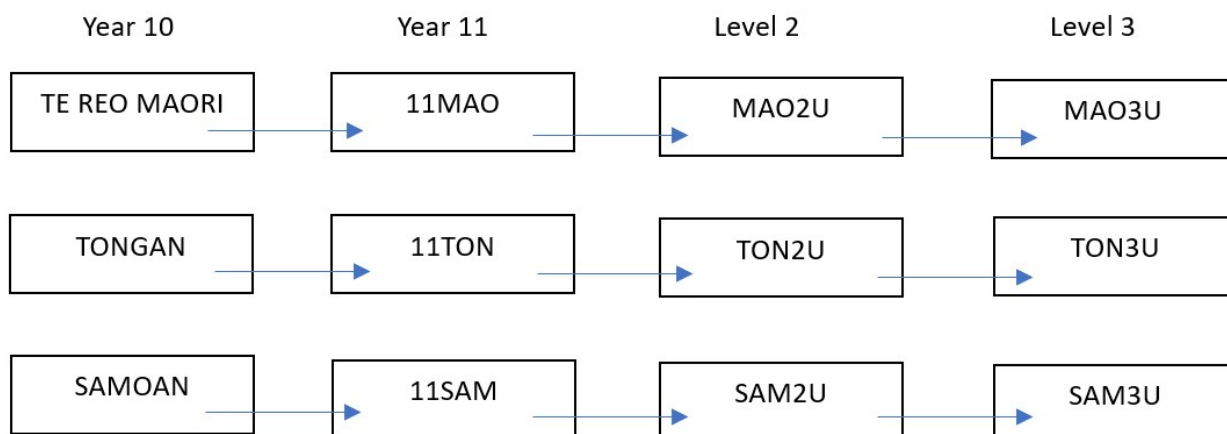 Year 10 Year 11 Level 2 Level 3
TE REO MAORI 11MAO MAO2U MAO3U
TONGAN 11TON TON2U TON3U
SAMOAN 11SAM SAM2U SAM3U